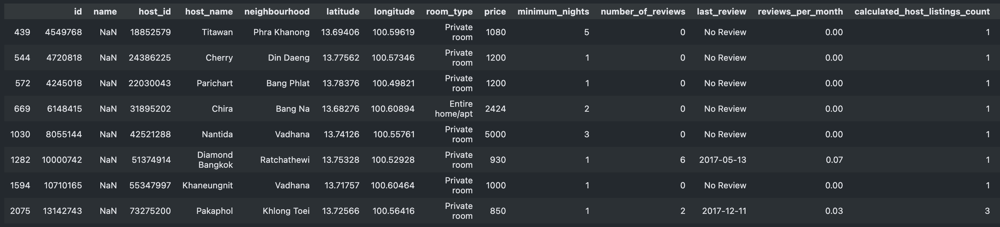 id name host_id host_name neighbourhood latitude longitude room_type price minimum_nights number_of_reviews last_review reviews_per_month calculated_host_listings_count
439 4549768 NaN 18852579 Titawan Phra Khanong 13.69406 100.59619 Private room 1080 5 0 No Review 0.00 1
544 4720818 NaN 24386225 Cherry Din Daeng 13.77562 100.57346 Private room 1200 1 0 No Review 0.00 1
572 4245018 NaN 22030043 Parichart Bang Phlat 13.78376 100.49821 Private room 1200 1 0 No Review 0.00 1
669 6148415 NaN 31895202 Chira Bang Na 13.68276 100.60894 Entire home/apt 2424 2 0 No Review 0.00 1
1030 8055144 NaN 42521288 Nantida Vadhana 13.74126 100.55761 Private room 5000 3 0 No Review 0.00 1
1282 10000742 NaN 51374914 Diamond Bangkok Ratchathewi 13.75328 100.52928 Private room 930 1 6 2017-05-13 0.07 1
1594 10710165 NaN 55347997 Khaneungnit Vadhana 13.71757 100.60464 Private room 1000 1 0 No Review 0.00 1
2075 13142743 NaN 73275200 Pakaphol Khlong Toei 13.72566 100.56416 Private room 850 1 2 2017-12-11 0.03 3